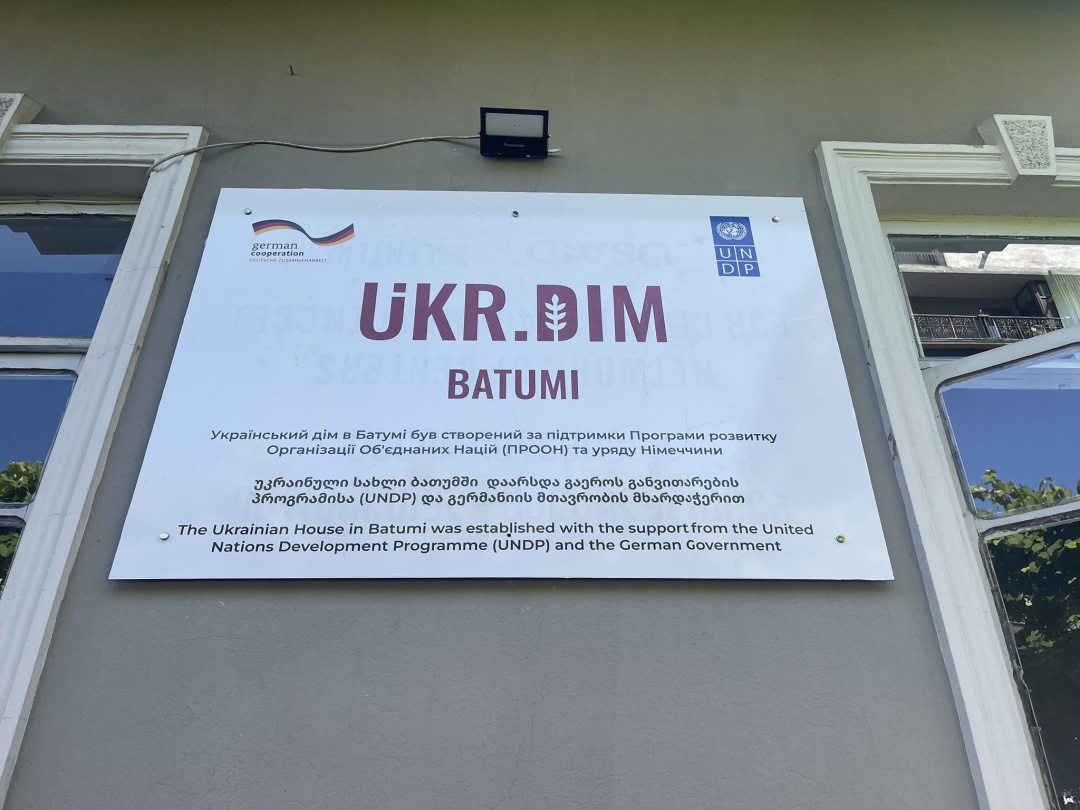 Panasonic
german
cooperation
DEUTSCHE ZUSAMMENARBEIT
UN
DP
UKR.DIM
BATUMI
Український дім в Батумі був створений за підтримки Програми розвитку
Організації Об'єднаних Націй (ПРООН) та уряду Німеччини
უკრაინული სახლი ბათუმში დაარსდა გაეროს განვითარების
პროგრამისა (UNDP) და გერმანიის მთავრობის მხარდაჭერით
The Ukrainian House in Batumi was established with the support from the United
Nations Development Programme (UNDP) and the German Government